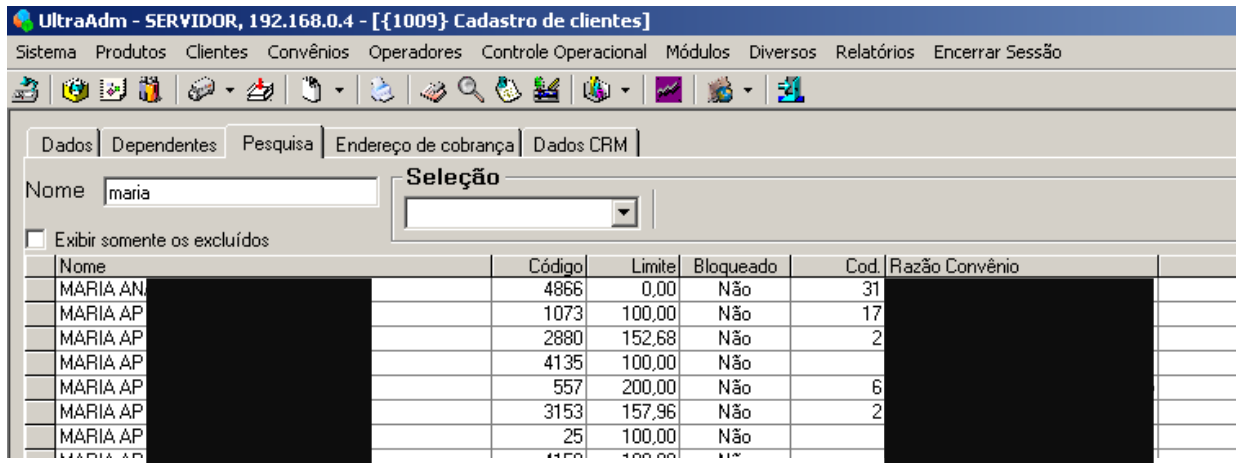 UltraAdm - SERVIDOR, 192.168.0.4 - [{1009} Cadastro de clientes]
Sistema Produtos Clientes Convênios Operadores Controle Operacional Módulos Diversos Relatórios Encerrar Sessão
Dados Dependentes Pesquisa Endereço de cobrança Dados CRM
Nome maria Seleção
Exibir somente os excluídos
Nome Código Limite Bloqueado Cod. Razão Convênio
MARIA 4866 0,00 Não 31
MARIA AP 1073 100,00 Não 17
MARIA AP 2880 152,68 Não 2
MARIA AP 4135 100,00 Não
MARIA AP 557 200,00 Não 6
MARIA AP 3153 157,96 Não 2
MARIA AP 25 100,00 Não